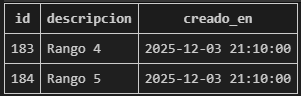 id descripcion creado_en
183 Rango 4 2025-12-03 21:10:00
184 Rango 5 2025-12-03 21:10:00